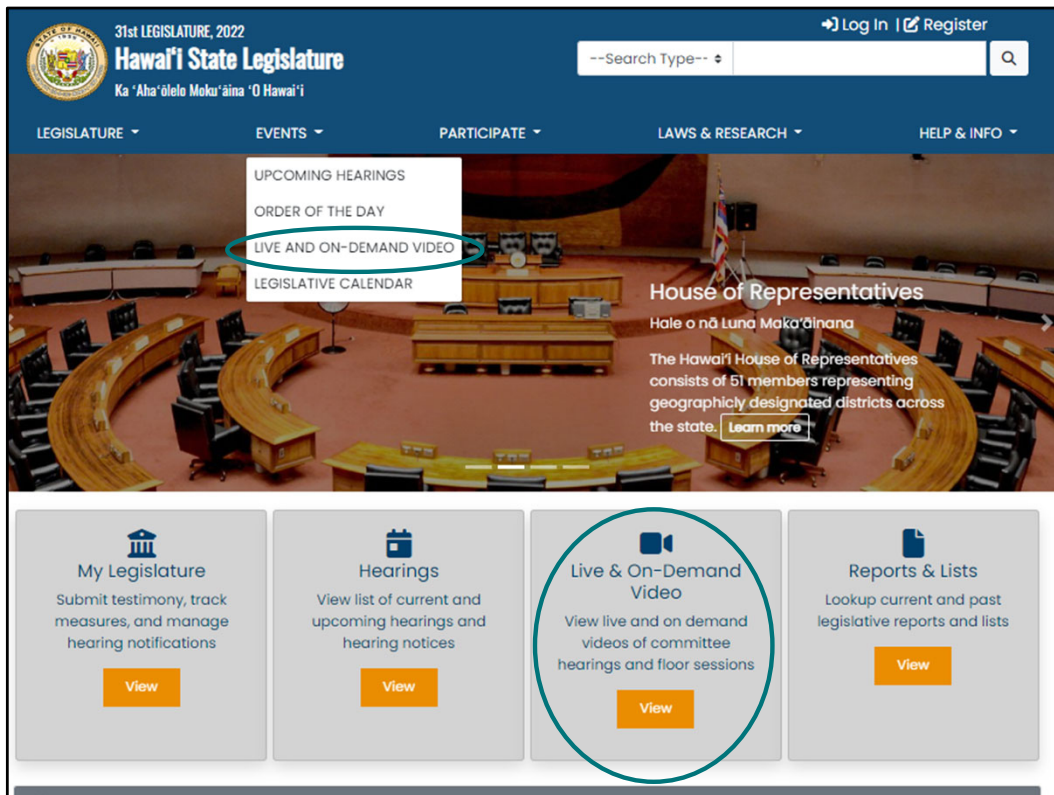 31st LEGISLATURE, 2022
Hawaiʻi State Legislature
Ka ʻAhaʻōlelo Mokuʻāina ʻO Hawaiʻi
Log In | Register
--Search Type--
LEGISLATURE
EVENTS
PARTICIPATE
LAWS & RESEARCH
HELP & INFO
UPCOMING HEARINGS
ORDER OF THE DAY
LIVE AND ON-DEMAND VIDEO
LEGISLATIVE CALENDAR
House of Representatives
Hale o nā Luna Makaʻāinana
The Hawaiʻi House of Representatives
consists of 51 members representing
geographicly designated districts across
the state. Learn more
My Legislature
Submit testimony, track
measures, and manage
hearing notifications
View
Hearings
View list of current and
upcoming hearings and
hearing notices
View
Live & On-Demand
Video
View live and on demand
videos of committee
hearings and floor sessions
View
Reports & Lists
Lookup current and past
legislative reports and lists
View